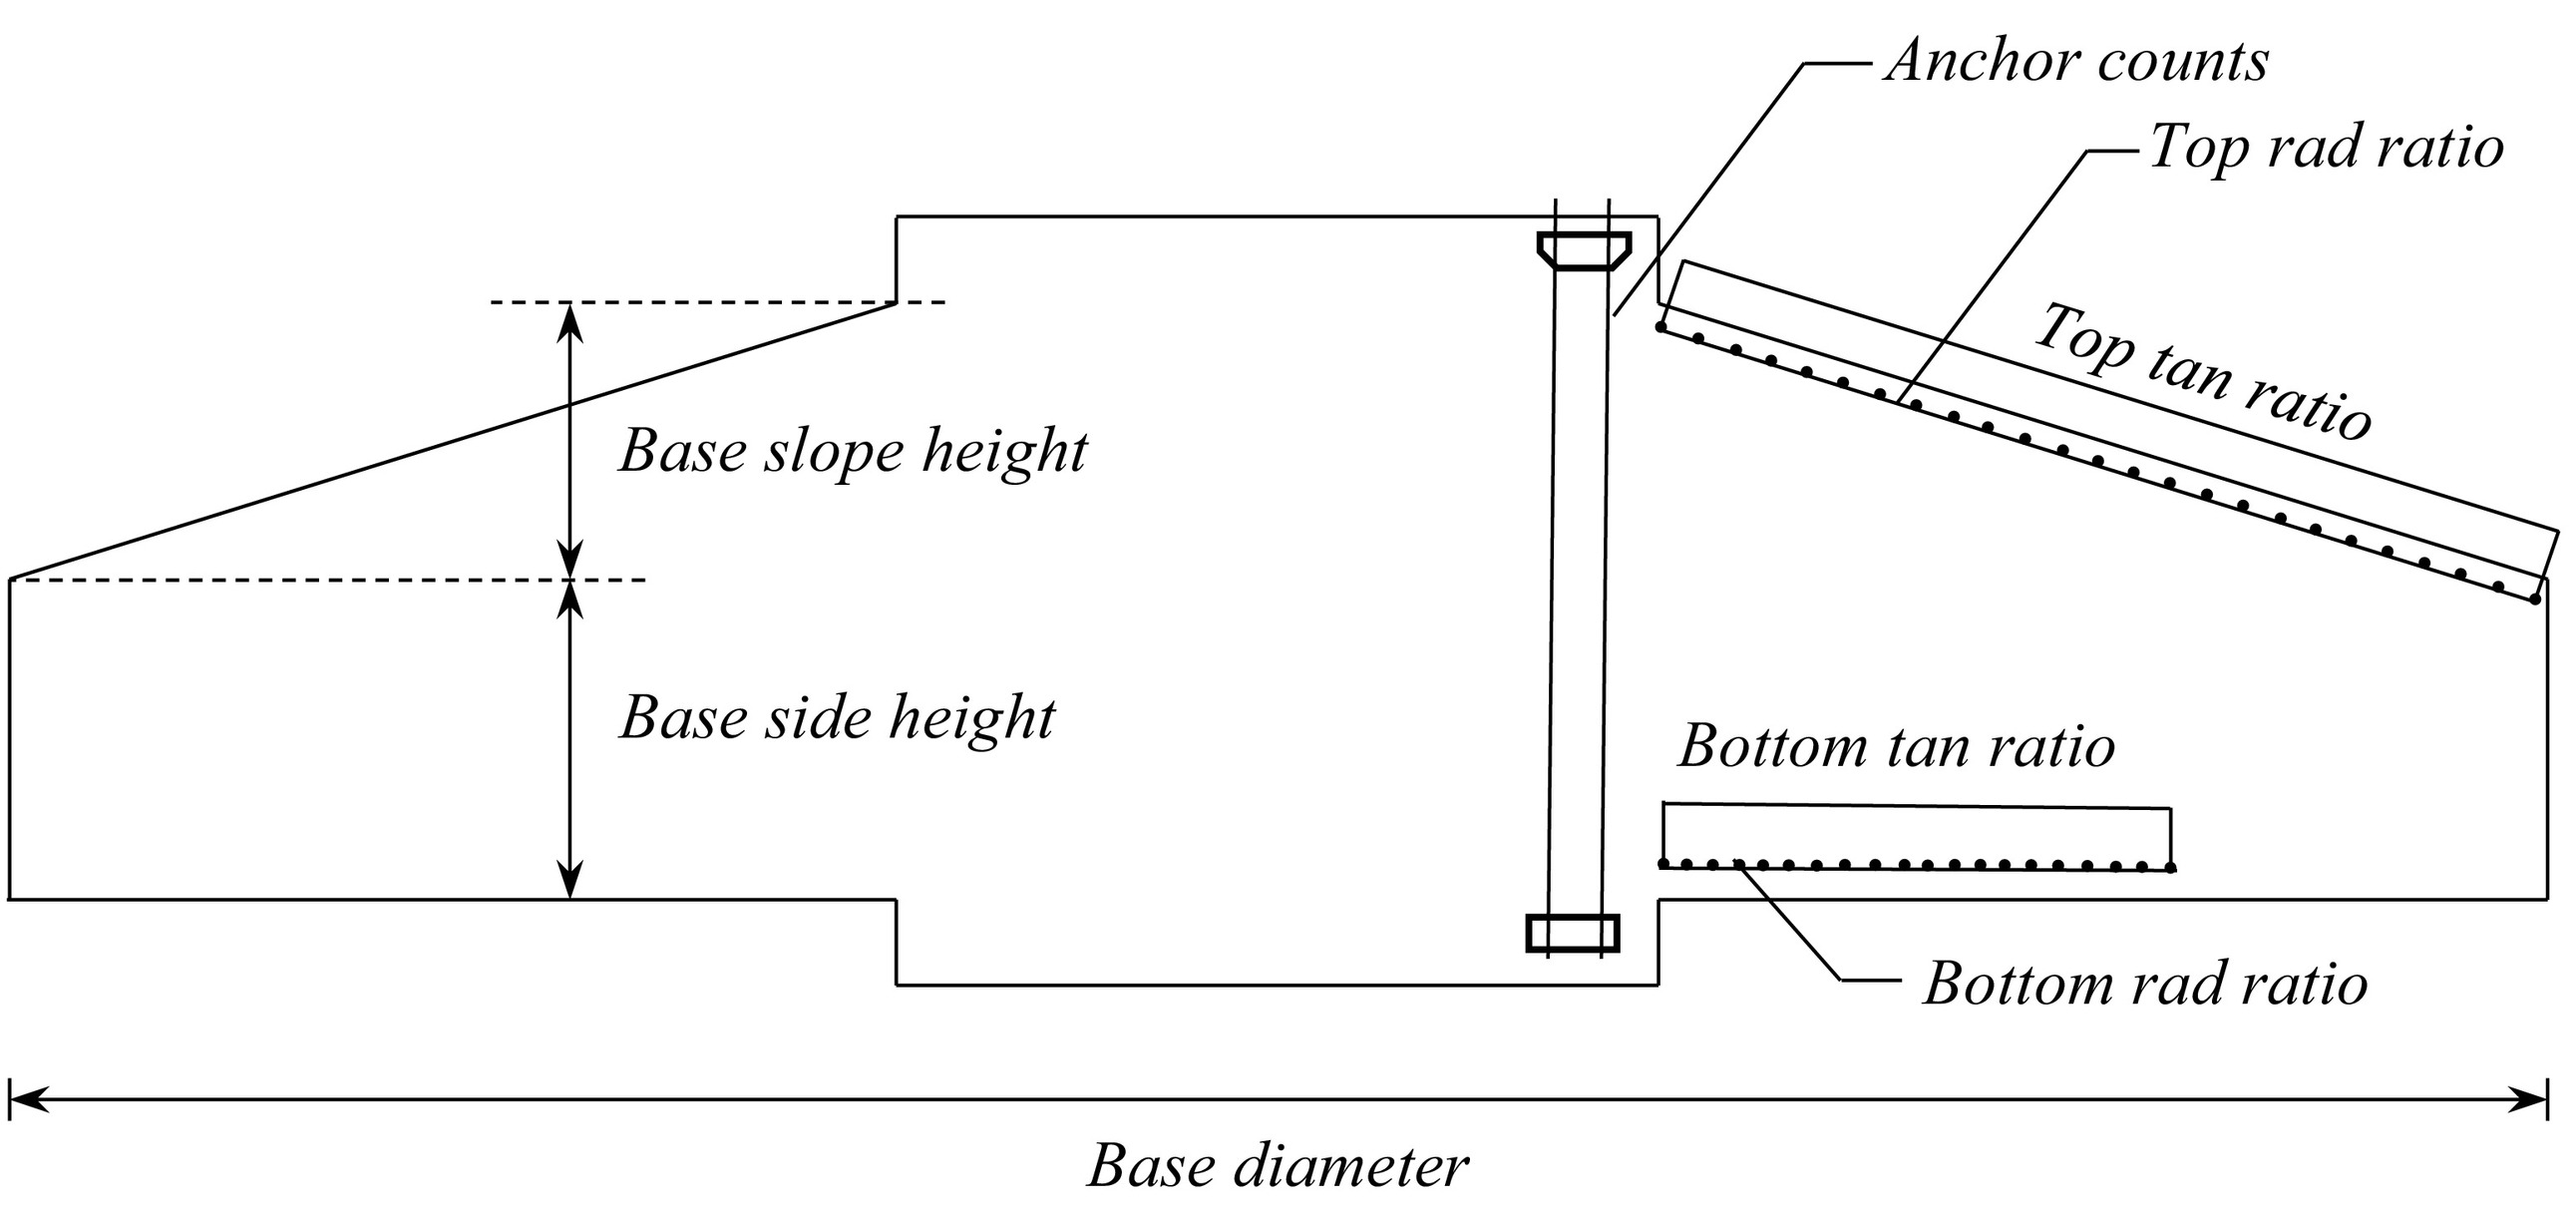 Anchor counts
Top rad ratio
Top tan ratio
Base slope height
Base side height
Bottom tan ratio
Bottom rad ratio
Base diameter